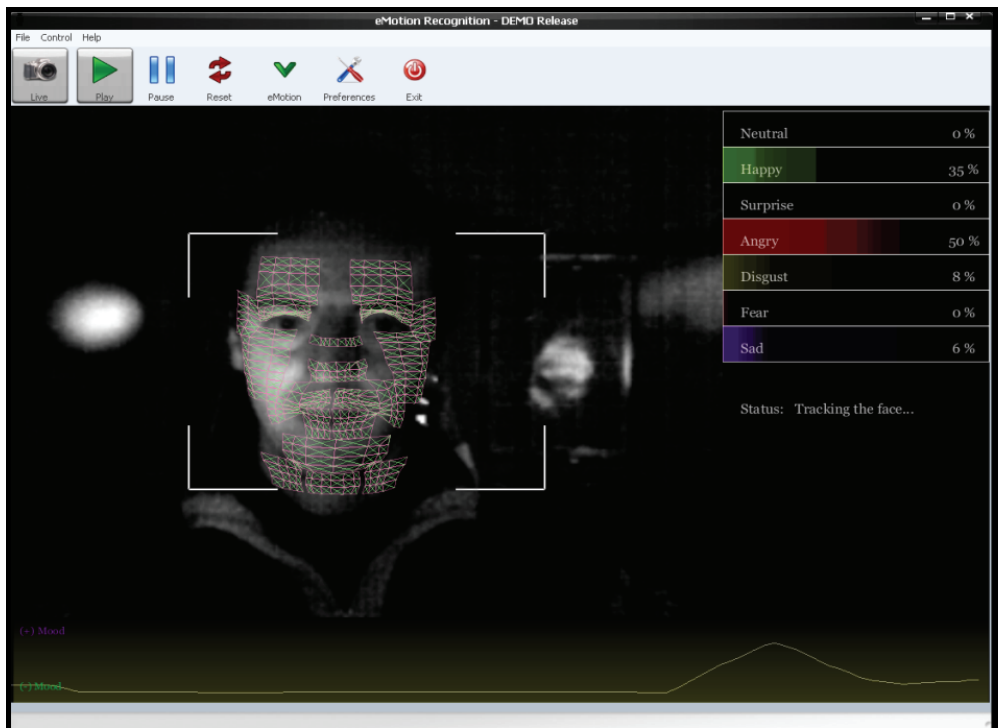 eMotion Recognition - DEMO Release
File Control Help
Live Play Pause Reset eMotion Preferences Exit
Neutral 0 %
Happy 35 %
Surprise 0 %
Angry 50 %
Disgust 8 %
Fear 0 %
Sad 6 %
Status: Tracking the face...
(+) Mood
(-) Mood